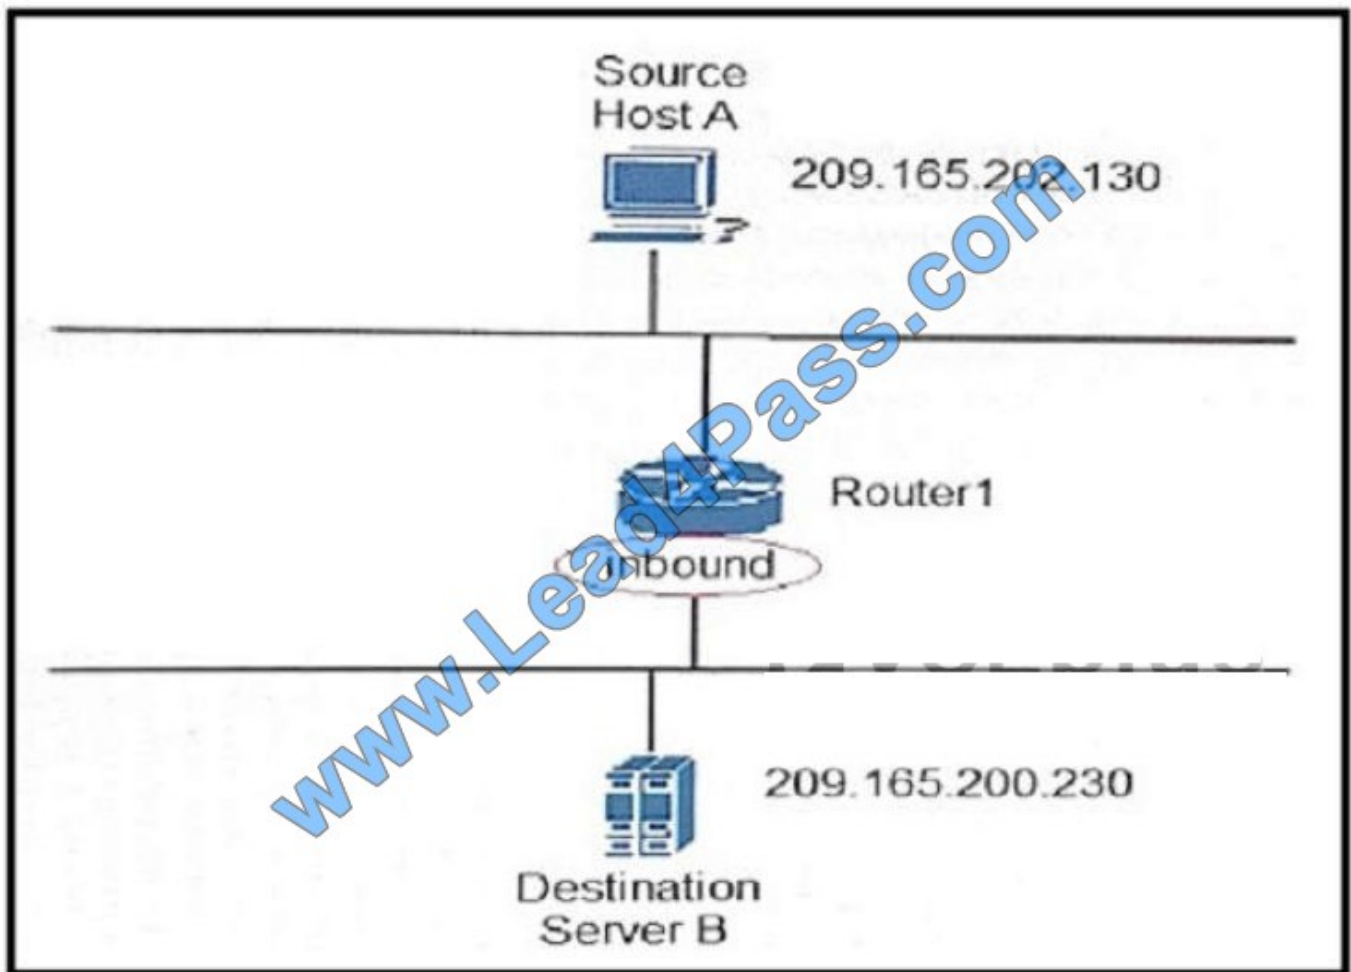 Source
Host A
209.165.202.130
Router1
inbound
209.165.200.230
Destination
Server B
www.Lead4Pass.com